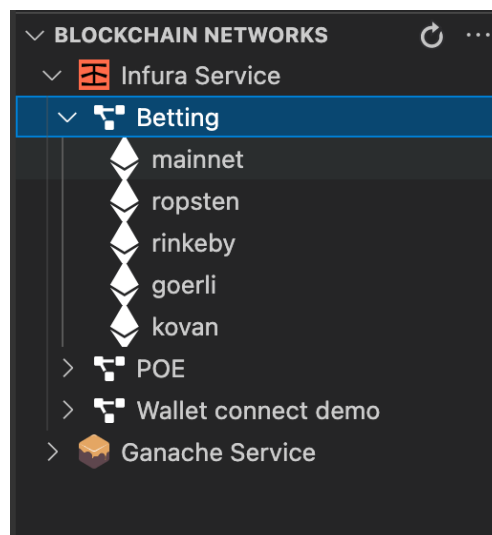 BLOCKCHAIN NETWORKS
Infura Service
Betting
mainnet
ropsten
rinkeby
goerli
kovan
POE
Wallet connect demo
Ganache Service